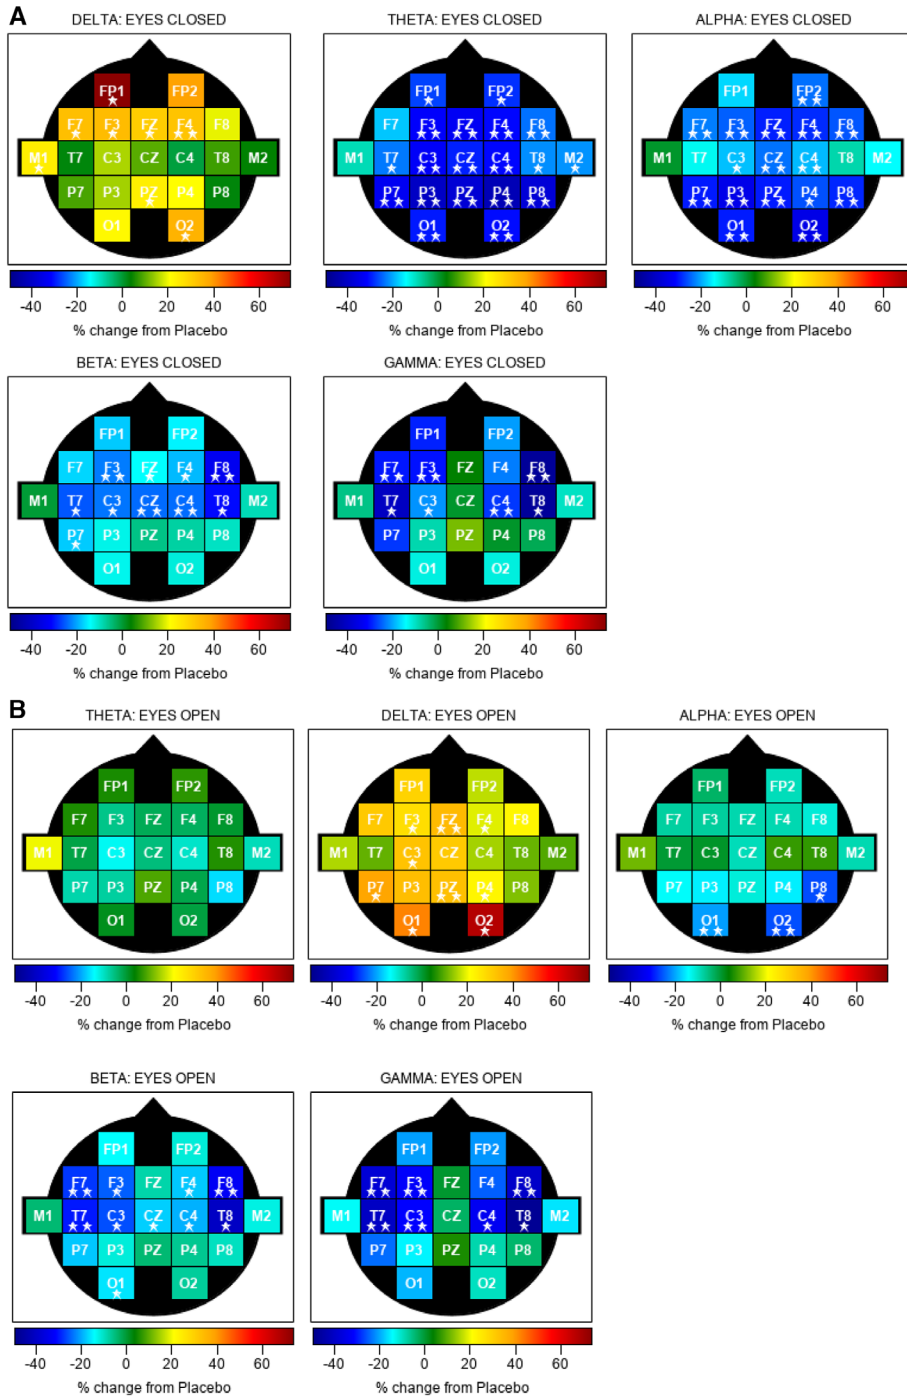 A
DELTA: EYES CLOSED THETA: EYES CLOSED ALPHA: EYES CLOSED
FP1 FP2 FP1 FP2 FP1 FP2
F7 F3 FZ F4 F8 F7 F3 FZ F4 F8 F7 F3 FZ F4 F8
M1 T7 C3 CZ C4 T8 M2 M1 T7 C3 CZ C4 T8 M2 M1 T7 C3 CZ C4 T8 M2
P7 P3 PZ P4 P8 P7 P3 PZ P4 P8 P7 P3 PZ P4 P8
O1 O2 O1 O2 O1 O2
-40 -20 0 20 40 60 -40 -20 0 20 40 60 -40 -20 0 20 40 60
% change from Placebo % change from Placebo % change from Placebo
BETA: EYES CLOSED GAMMA: EYES CLOSED
FP1 FP2 FP1 FP2
F7 F3 FZ F4 F8 F7 F3 FZ F4 F8
M1 T7 C3 CZ C4 T8 M2 M1 T7 C3 CZ C4 T8 M2
P7 P3 PZ P4 P8 P7 P3 PZ P4 P8
O1 O2 O1 O2
-40 -20 0 20 40 60 -40 -20 0 20 40 60
% change from Placebo % change from Placebo
B
THETA: EYES OPEN DELTA: EYES OPEN ALPHA: EYES OPEN
FP1 FP2 FP1 FP2 FP1 FP2
F7 F3 FZ F4 F8 F7 F3 FZ F4 F8 F7 F3 FZ F4 F8
M1 T7 C3 CZ C4 T8 M2 M1 T7 C3 CZ C4 T8 M2 M1 T7 C3 CZ C4 T8 M2
P7 P3 PZ P4 P8 P7 P3 PZ P4 P8 P7 P3 PZ P4 P8
O1 O2 O1 O2 O1 O2
-40 -20 0 20 40 60 -40 -20 0 20 40 60 -40 -20 0 20 40 60
% change from Placebo % change from Placebo % change from Placebo
BETA: EYES OPEN GAMMA: EYES OPEN
FP1 FP2 FP1 FP2
F7 F3 FZ F4 F8 F7 F3 FZ F4 F8
M1 T7 C3 CZ C4 T8 M2 M1 T7 C3 CZ C4 T8 M2
P7 P3 PZ P4 P8 P7 P3 PZ P4 P8
O1 O2 O1 O2
-40 -20 0 20 40 60 -40 -20 0 20 40 60
% change from Placebo % change from Placebo